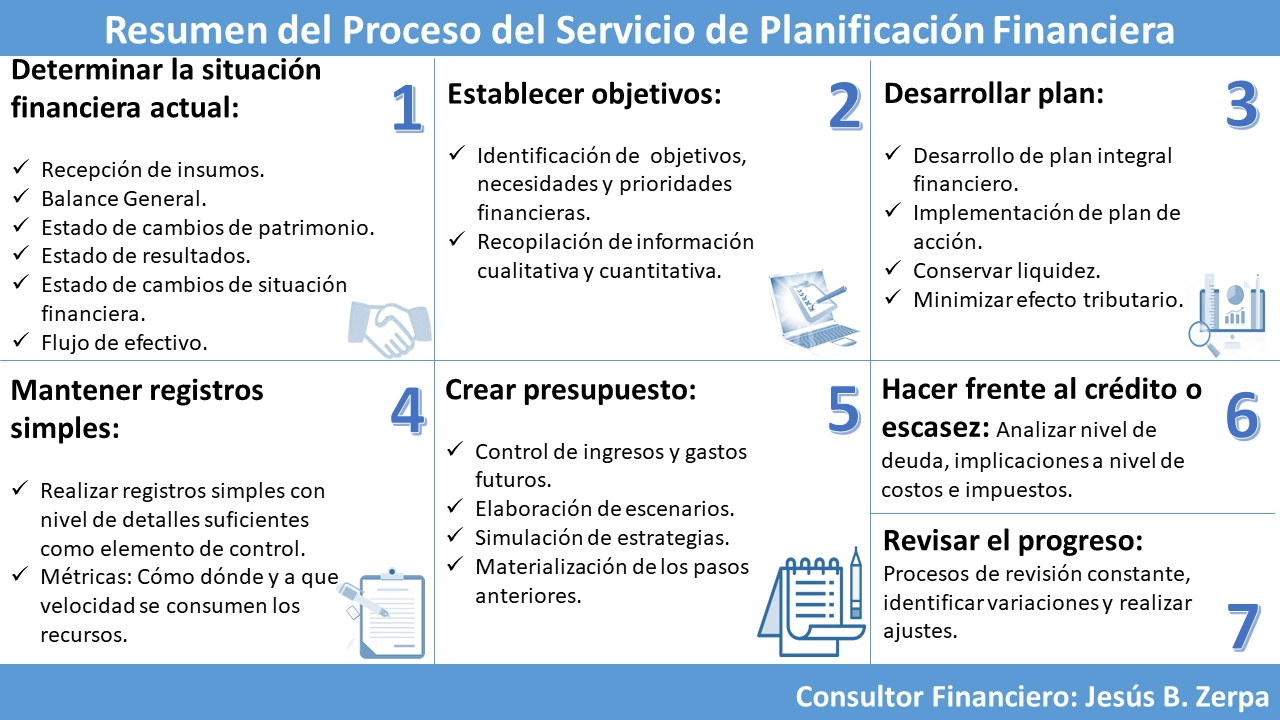 Resumen del Proceso del Servicio de Planificación Financiera
Determinar la situación
financiera actual:
1
✓ Recepción de insumos.
✓ Balance General.
✓ Estado de cambios de patrimonio.
✓ Estado de resultados.
✓ Estado de cambios de situación
financiera.
✓ Flujo de efectivo.
Establecer objetivos:
2
✓ Identificación de objetivos,
necesidades y prioridades
financieras.
✓ Recopilación de información
cualitativa y cuantitativa.
Desarrollar plan:
3
✓ Desarrollo de plan integral
financiero.
✓ Implementación de plan de
acción.
✓ Conservar liquidez.
✓ Minimizar efecto tributario.
Mantener registros
simples:
4
✓ Realizar registros simples con
nivel de detalles suficientes
como elemento de control.
✓ Métricas: Cómo dónde y a que
velocidad se consumen los
recursos.
Crear presupuesto:
5
✓ Control de ingresos y gastos
futuros.
✓ Elaboración de escenarios.
✓ Simulación de estrategias.
✓ Materialización de los pasos
anteriores.
Hacer frente al crédito o
escasez: Analizar nivel de
deuda, implicaciones a nivel de
costos e impuestos.
6
Revisar el progreso:
Procesos de revisión constante,
identificar variaciones y realizar
ajustes.
7
Consultor Financiero: Jesús B. Zerpa